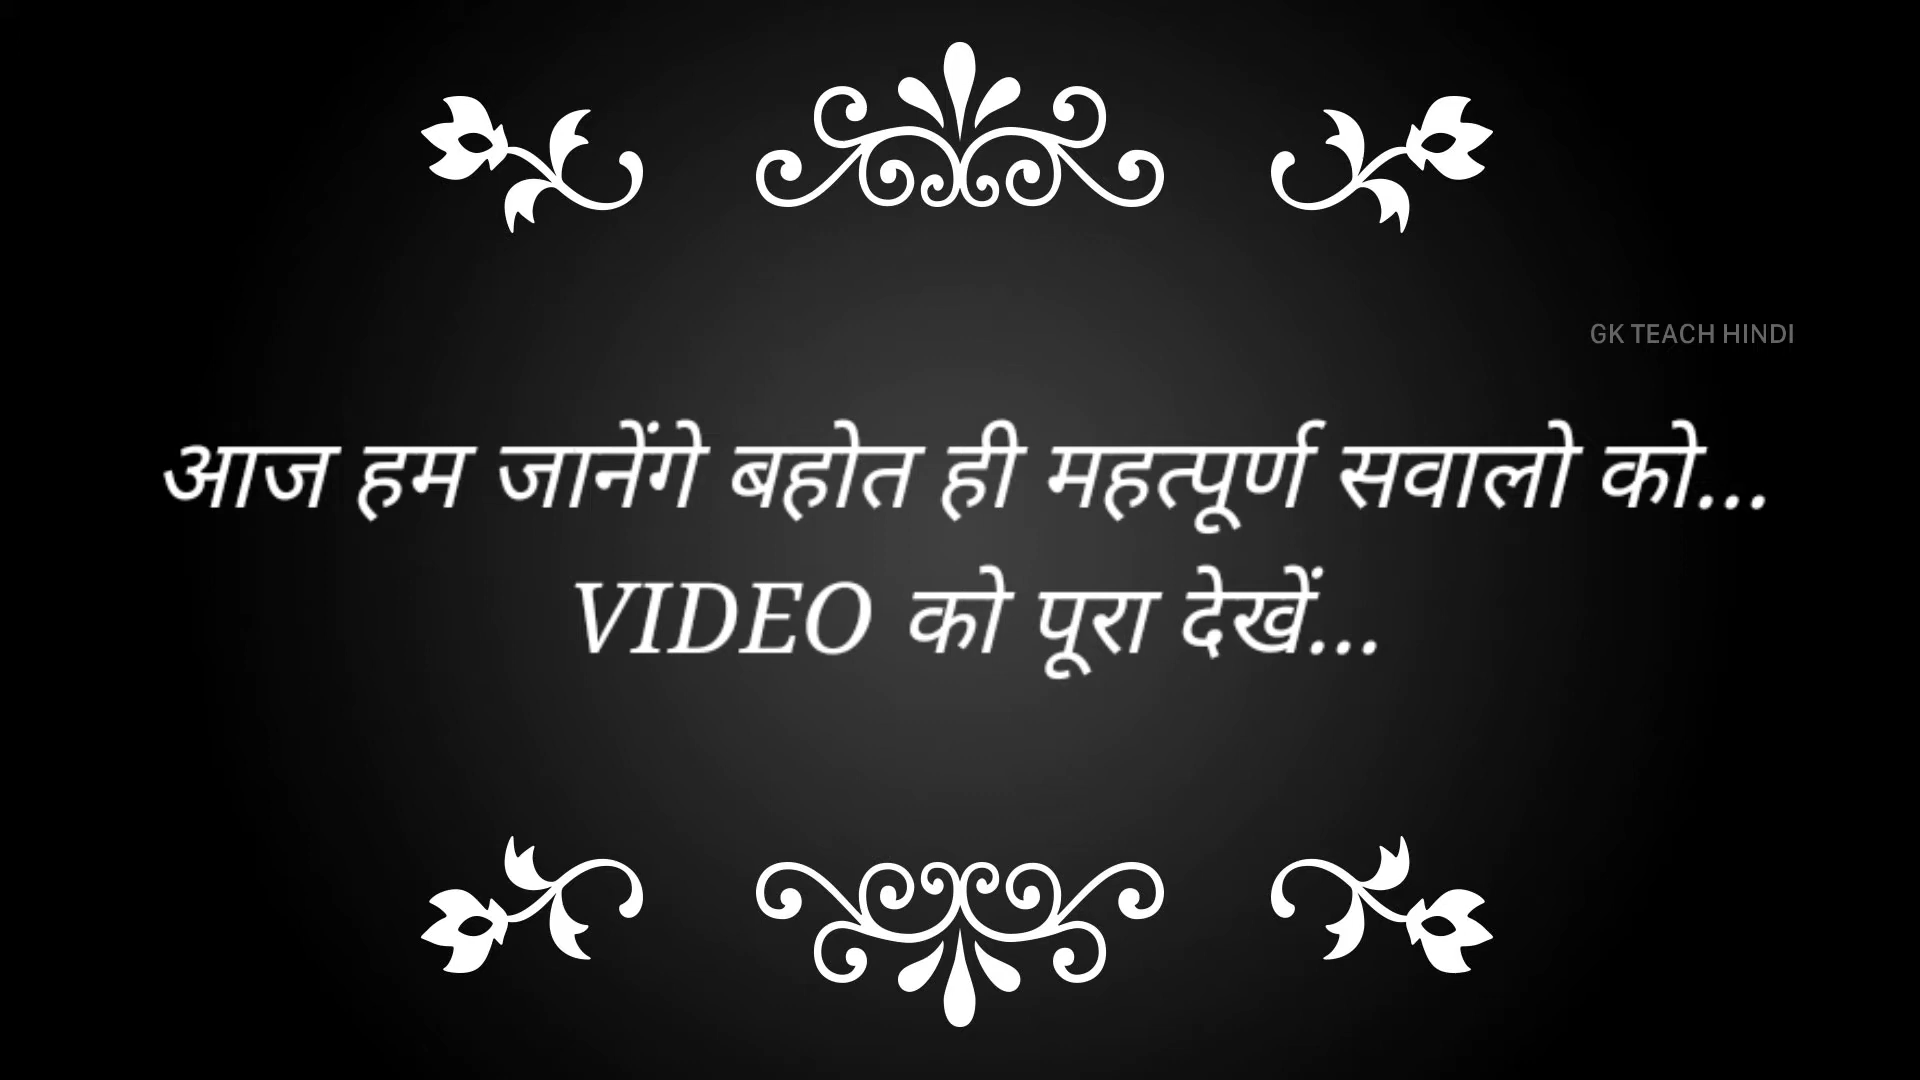 GK TEACH HINDI
आज हम जानेंगे बहोत ही महत्पूर्ण सवालो को...
VIDEO को पूरा देखें...